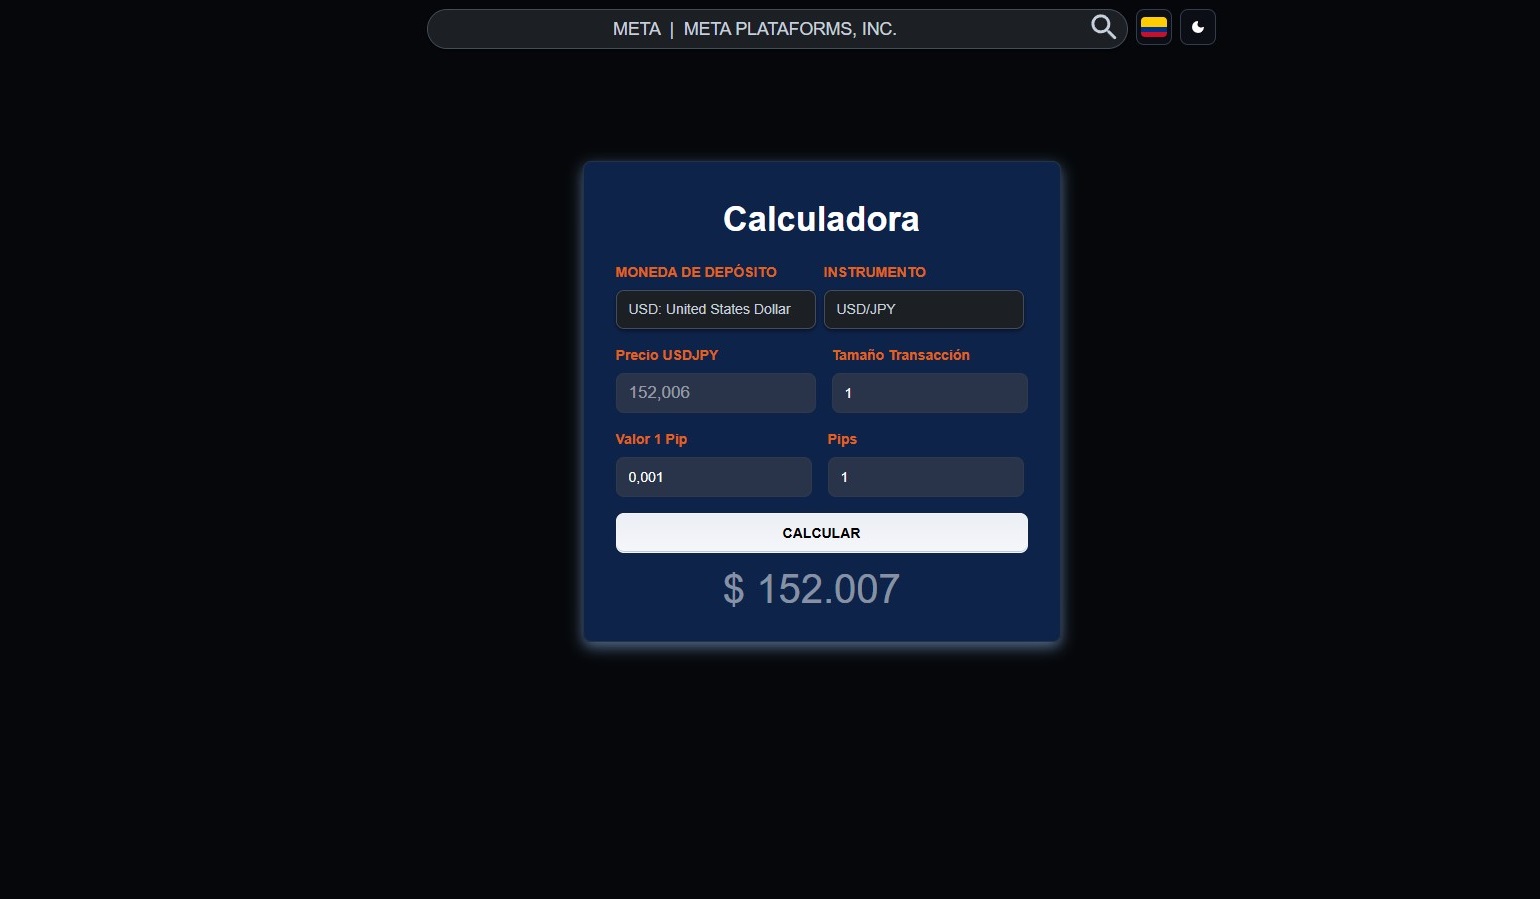 META | META PLATAFORMS, INC.
Calculadora
MONEDA DE DEPÓSITO INSTRUMENTO
USD: United States Dollar USD/JPY
Precio USDJPY Tamaño Transacción
152,006 1
Valor 1 Pip Pips
0,001 1
CALCULAR
$ 152.007